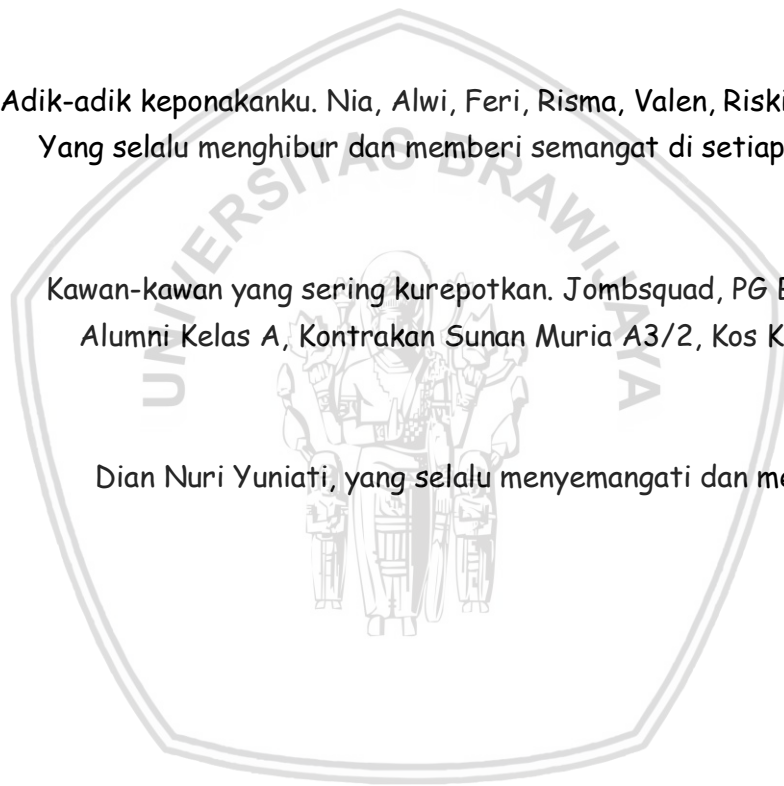 Adik-adik keponakanku. Nia, Alwi, Feri, Risma, Valen, Riski
Yang selalu menghibur dan memberi semangat di setiap
Kawan-kawan yang sering kurepotkan. Jombsquad, PG
Alumni Kelas A, Kontrakan Sunan Muria A3/2, Kos
Dian Nuri Yuniati, yang selalu menyemangati dan
UNIVERSITAS BRAWIJAYA